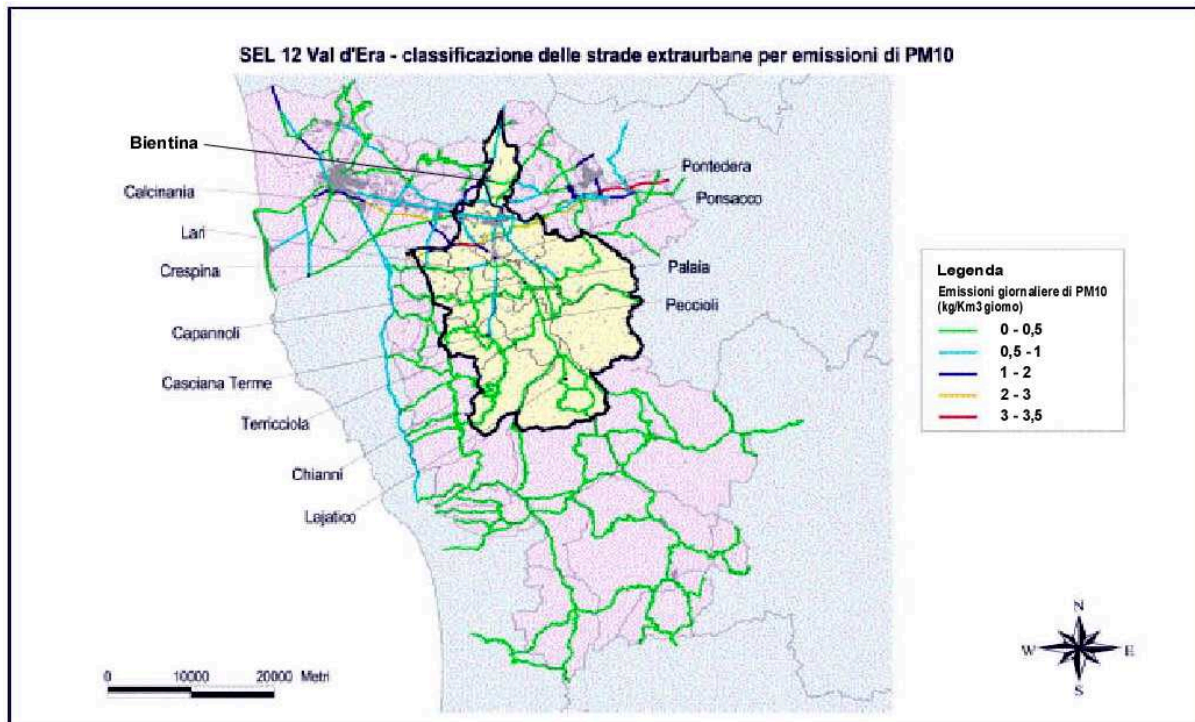 SEL 12 Val d'Era - classificazione delle strade extraurbane per emissioni di PM10
Bientina
Calcinania
Lari
Crespina
Capannoli
Casciana Terme
Terricciola
Chianni
Lajatico
Pontedera
Ponsacco
Palaia
Peccioli
Legenda
Emissioni giornaliere di PM10
(kg/Km3giorno)
0 - 0,5
0,5 - 1
1 - 2
2 - 3
3 - 3,5
0 10000 20000 Metri
N
W E
S